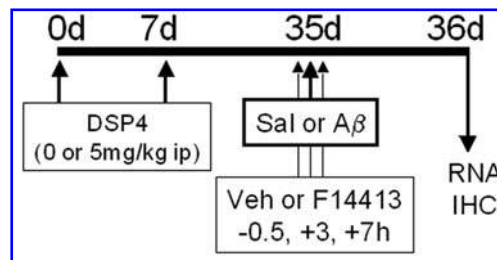 0d 7d 35d 36d
DSP4
(0 or 5mg/kg ip)
Sal or Aβ
Veh or F14413
-0.5, +3, +7h
RNA
IHC